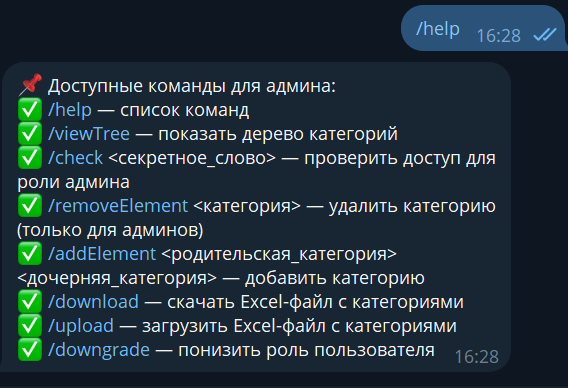 /help 16:28
📌 Доступные команды для админа:
✅ /help — список команд
✅ /viewTree — показать дерево категорий
✅ /check <секретное_слово> — проверить доступ для
роли админа
✅ /removeElement <категория> — удалить категорию
(только для админов)
✅ /addElement <родительская_категория>
<дочерняя_категория> — добавить категорию
✅ /download — скачать Excel-файл с категориями
✅ /upload — загрузить Excel-файл с категориями
✅ /downgrade — понизить роль пользователя 16:28